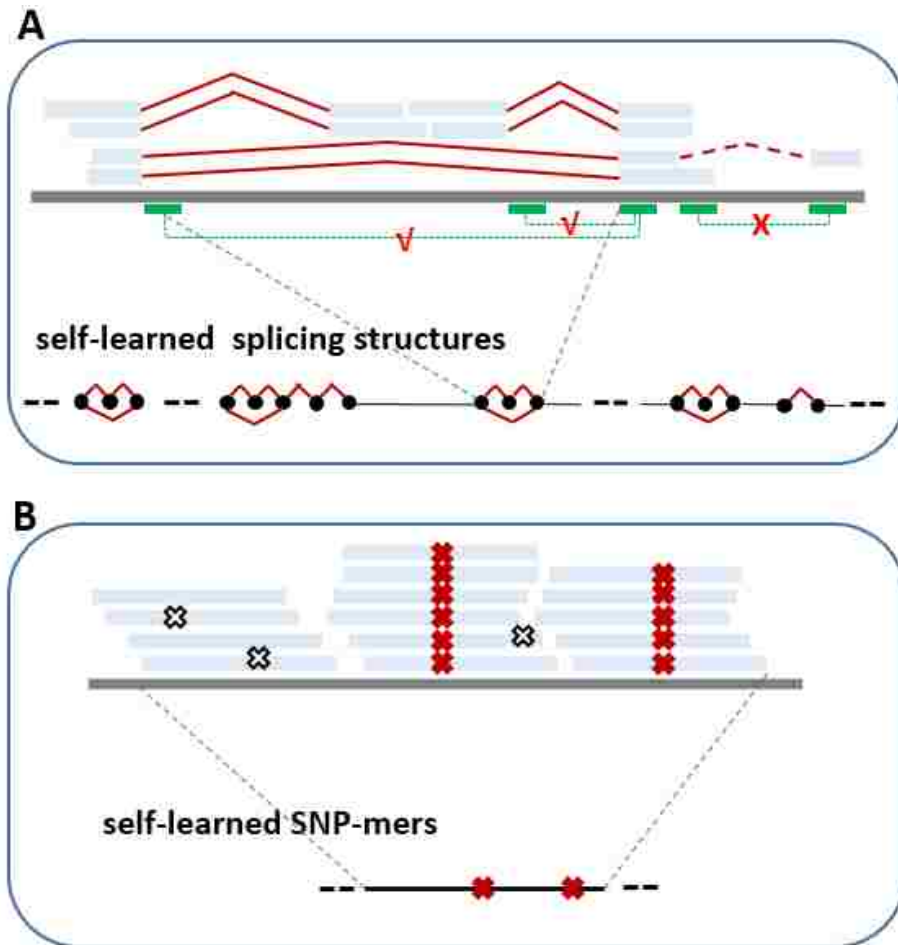 A
√
√
X
self-learned splicing structures
B
self-learned SNP-mers